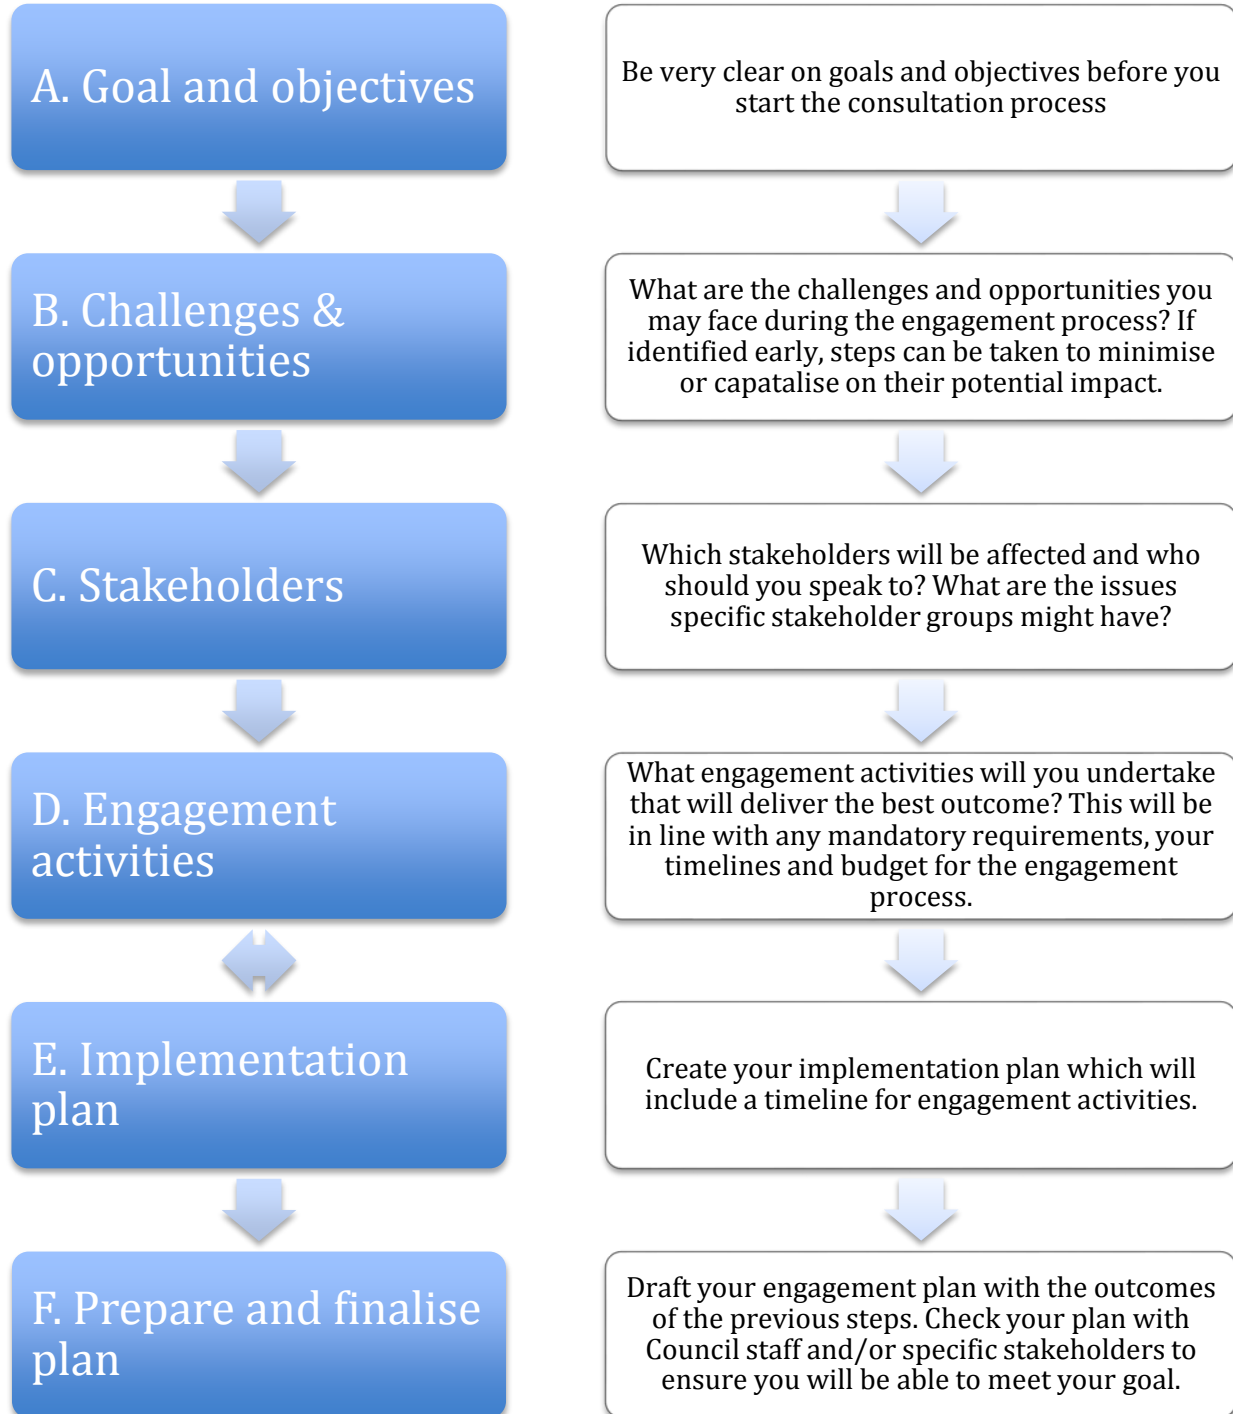 A. Goal and objectives
Be very clear on goals and objectives before you
start the consultation process
B. Challenges &
opportunities
What are the challenges and opportunities you
may face during the engagement process? If
identified early, steps can be taken to minimise
or capatalise on their potential impact.
C. Stakeholders
Which stakeholders will be affected and who
should you speak to? What are the issues
specific stakeholder groups might have?
D. Engagement
activities
What engagement activities will you undertake
that will deliver the best outcome? This will be
in line with any mandatory requirements, your
timelines and budget for the engagement
process.
E. Implementation
plan
Create your implementation plan which will
include a timeline for engagement activities.
F. Prepare and finalise
plan
Draft your engagement plan with the outcomes
of the previous steps. Check your plan with
Council staff and/or specific stakeholders to
ensure you will be able to meet your goal.